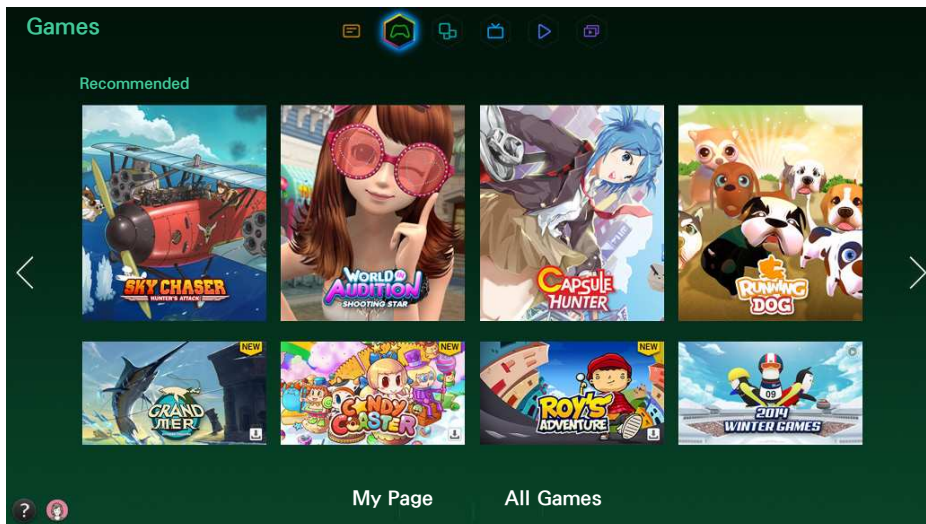 Games
Recommended
SKY CHASER
HUNTER'S ATTACK
WORLD IN
AUDITION
SHOOTING STAR
CAPSULE
HUNTER
RUNNING
DOG
NEW
GRAND
MER
NEW
CANDY
COASTER
NEW
ROY'S
ADVENTURE
09
2014
WINTER GAMES
My Page
All Games
?